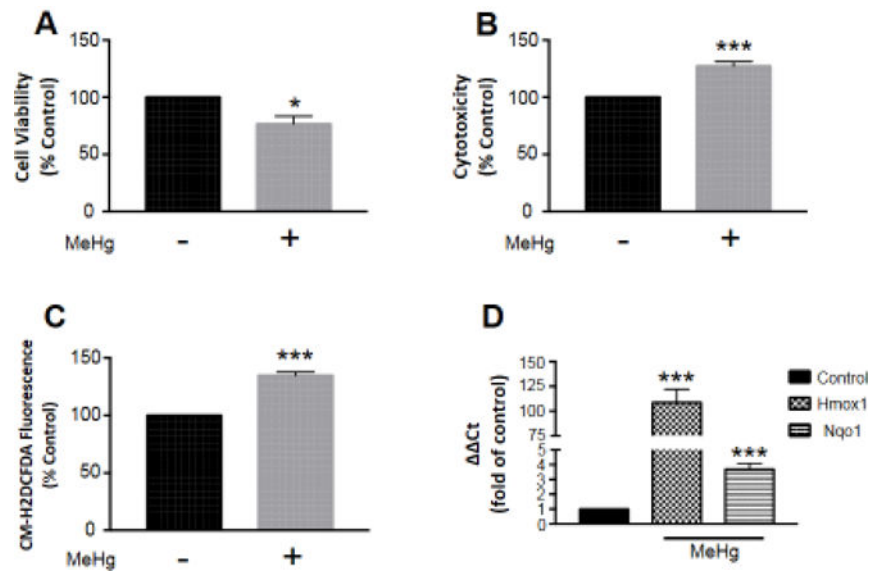 A
150
100
50
0
Cell Viability
(% Control)
*
MeHg - +
B
150
100
50
0
Cytotoxicity
(% Control)
***
MeHg - +
C
150
100
50
0
CM-H2DCFDA Fluorescence
(% Control)
***
MeHg - +
D
150
125
100
75
5
4
3
2
1
0
ΔΔCt
(fold of control)
***
***
MeHg
Control
Hmox1
Nqo1